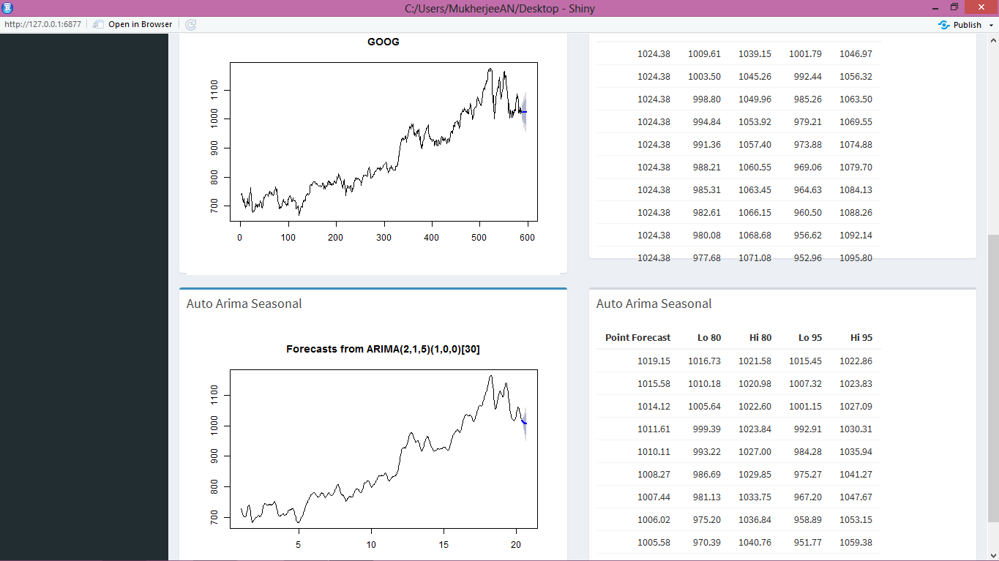 C:/Users/MukherjeeAN/Desktop - Shiny
http://127.0.0.1:6877 Open in Browser Publish
GOOG
1100
1000
900
800
700
0 100 200 300 400 500 600
1024.38 1009.61 1039.15 1001.79 1046.97
1024.38 1003.50 1045.26 992.44 1056.32
1024.38 998.80 1049.96 985.26 1063.50
1024.38 994.84 1053.92 979.21 1069.55
1024.38 991.36 1057.40 973.88 1074.88
1024.38 988.21 1060.55 969.06 1079.70
1024.38 985.31 1063.45 964.63 1084.13
1024.38 982.61 1066.15 960.50 1088.26
1024.38 980.08 1068.68 956.62 1092.14
1024.38 977.68 1071.08 952.96 1095.80
Auto Arima Seasonal
Forecasts from ARIMA(2,1,5)(1,0,0)[30]
1100
1000
900
800
700
5 10 15 20
Auto Arima Seasonal
Point Forecast Lo 80 Hi 80 Lo 95 Hi 95
1019.15 1016.73 1021.58 1015.45 1022.86
1015.58 1010.18 1020.98 1007.32 1023.83
1014.12 1005.64 1022.60 1001.15 1027.09
1011.61 999.39 1023.84 992.91 1030.31
1010.11 993.22 1027.00 984.28 1035.94
1008.27 986.69 1029.85 975.27 1041.27
1007.44 981.13 1033.75 967.20 1047.67
1006.02 975.20 1036.84 958.89 1053.15
1005.58 970.39 1040.76 951.77 1059.38